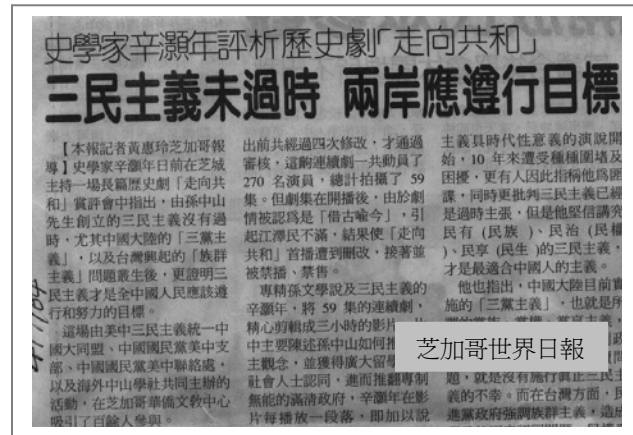 史學家辛灝年評析歷史劇「走向共和」
三民主義未過時 兩岸應遵行目標
【本報記者黃惠玲芝加哥報
導】史學家辛灝年日前在芝城
主持一場長篇歷史劇「走向共
和」賞評會中指出，由孫中山
先生創立的三民主義沒有過
時，尤其中國大陸的「三黨主
義」，以及台灣興起的「族群
主義」問題叢生後，更證明三
民主義才是全中國人民應該遵
行和努力的目標。
這場由美中三民主義統一中
國大同盟、中國國民黨美中支
部、中國國民黨美中聯絡處，
以及海外中山學社共同主辦的
活動，在芝加哥華僑文教中心
吸引了百餘人參與。
出前共經過四次修改，才通過
審核，這齣連續劇一共動員了
270 名演員，總計拍攝了 59
集。但劇集在開播後，由於劇
情被認為是「借古喻今」，引
起江澤民不滿，結果使「走向
共和」首播遭到刪改，接著並
被禁播、禁售。
專精孫文學說及三民主義的
辛灝年，將 59 集的連續劇，
精心剪輯成三小時的影片，
中主要陳述孫中山如何推
主觀念，並獲得廣大留學
社會人士認同，進而推翻專制
無能的滿清政府，辛灝年在影
片每播放一段落，即加以說
主義具時代性意義的演說開
始，10 年來遭受種種圍堵及
困擾，更有人因此指稱他為匪
諜，同時更批判三民主義已經
是過時主張，但是他堅信講究
民有（民族）、民治（民權
）、民享（民生）的三民主義，
才是最適合中國人的主義。
他也指出，中國大陸目前實
施的「三黨主義」，也就是所
題，就是沒有施行真正三民主
義的不幸。而在台灣方面，民
進黨政府強調族群主義，造成
芝加哥世界日報